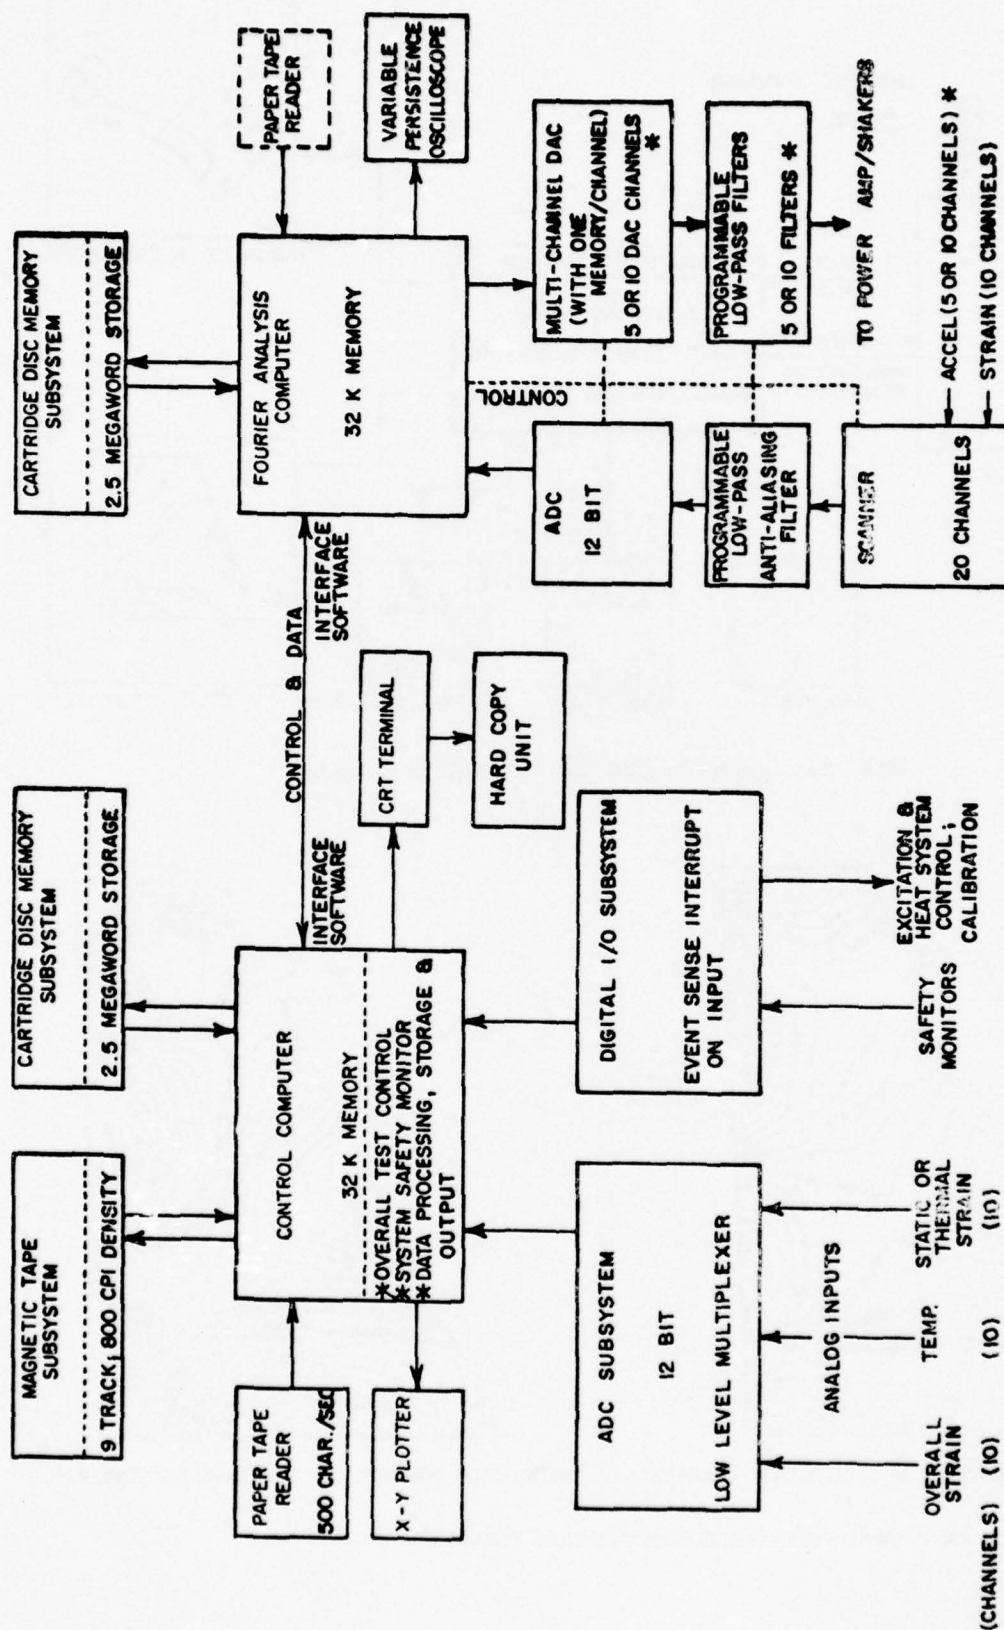 MAGNETIC TAPE
SUBSYSTEM
9 TRACK, 800 CPI DENSITY
CARTRIDGE DISC MEMORY
SUBSYSTEM
2.5 MEGAWORD STORAGE
CARTRIDGE DISC MEMORY
SUBSYSTEM
2.5 MEGAWORD STORAGE
PAPER TAPE
READER
500 CHAR./SEC
X-Y PLOTTER
CONTROL COMPUTER
32 K MEMORY
*OVERALL TEST CONTROL
*SYSTEM SAFETY MONITOR
*DATA PROCESSING, STORAGE &
OUTPUT
INTERFACE
SOFTWARE
CONTROL & DATA
INTERFACE
SOFTWARE
CRT TERMINAL
HARD COPY
UNIT
FOURIER ANALYSIS
COMPUTER
32 K MEMORY
PAPER TAPE
READER
VARIABLE
PERSISTENCE
OSCILLOSCOPE
ADC SUBSYSTEM
12 BIT
LOW LEVEL MULTIPLEXER
ANALOG INPUTS
OVERALL
STRAIN
TEMP.
STATIC OR
THERMAL
STRAIN
(CHANNELS) (10) (10) (10)
DIGITAL I/O SUBSYSTEM
EVENT SENSE INTERRUPT
ON INPUT
SAFETY
MONITORS
EXCITATION &
HEAT SYSTEM
CONTROL;
CALIBRATION
ADC
12 BIT
CONTROL
MULTI-CHANNEL DAC
(WITH ONE
MEMORY/CHANNEL)
5 OR 10 DAC CHANNELS
*
PROGRAMMABLE
LOW-PASS
ANTI-ALIASING
FILTER
PROGRAMMABLE
LOW-PASS FILTERS
5 OR 10 FILTERS *
SCANNER
20 CHANNELS
TO POWER AMP/SHAKERS
ACCEL (5 OR 10 CHANNELS) *
STRAIN (10 CHANNELS)